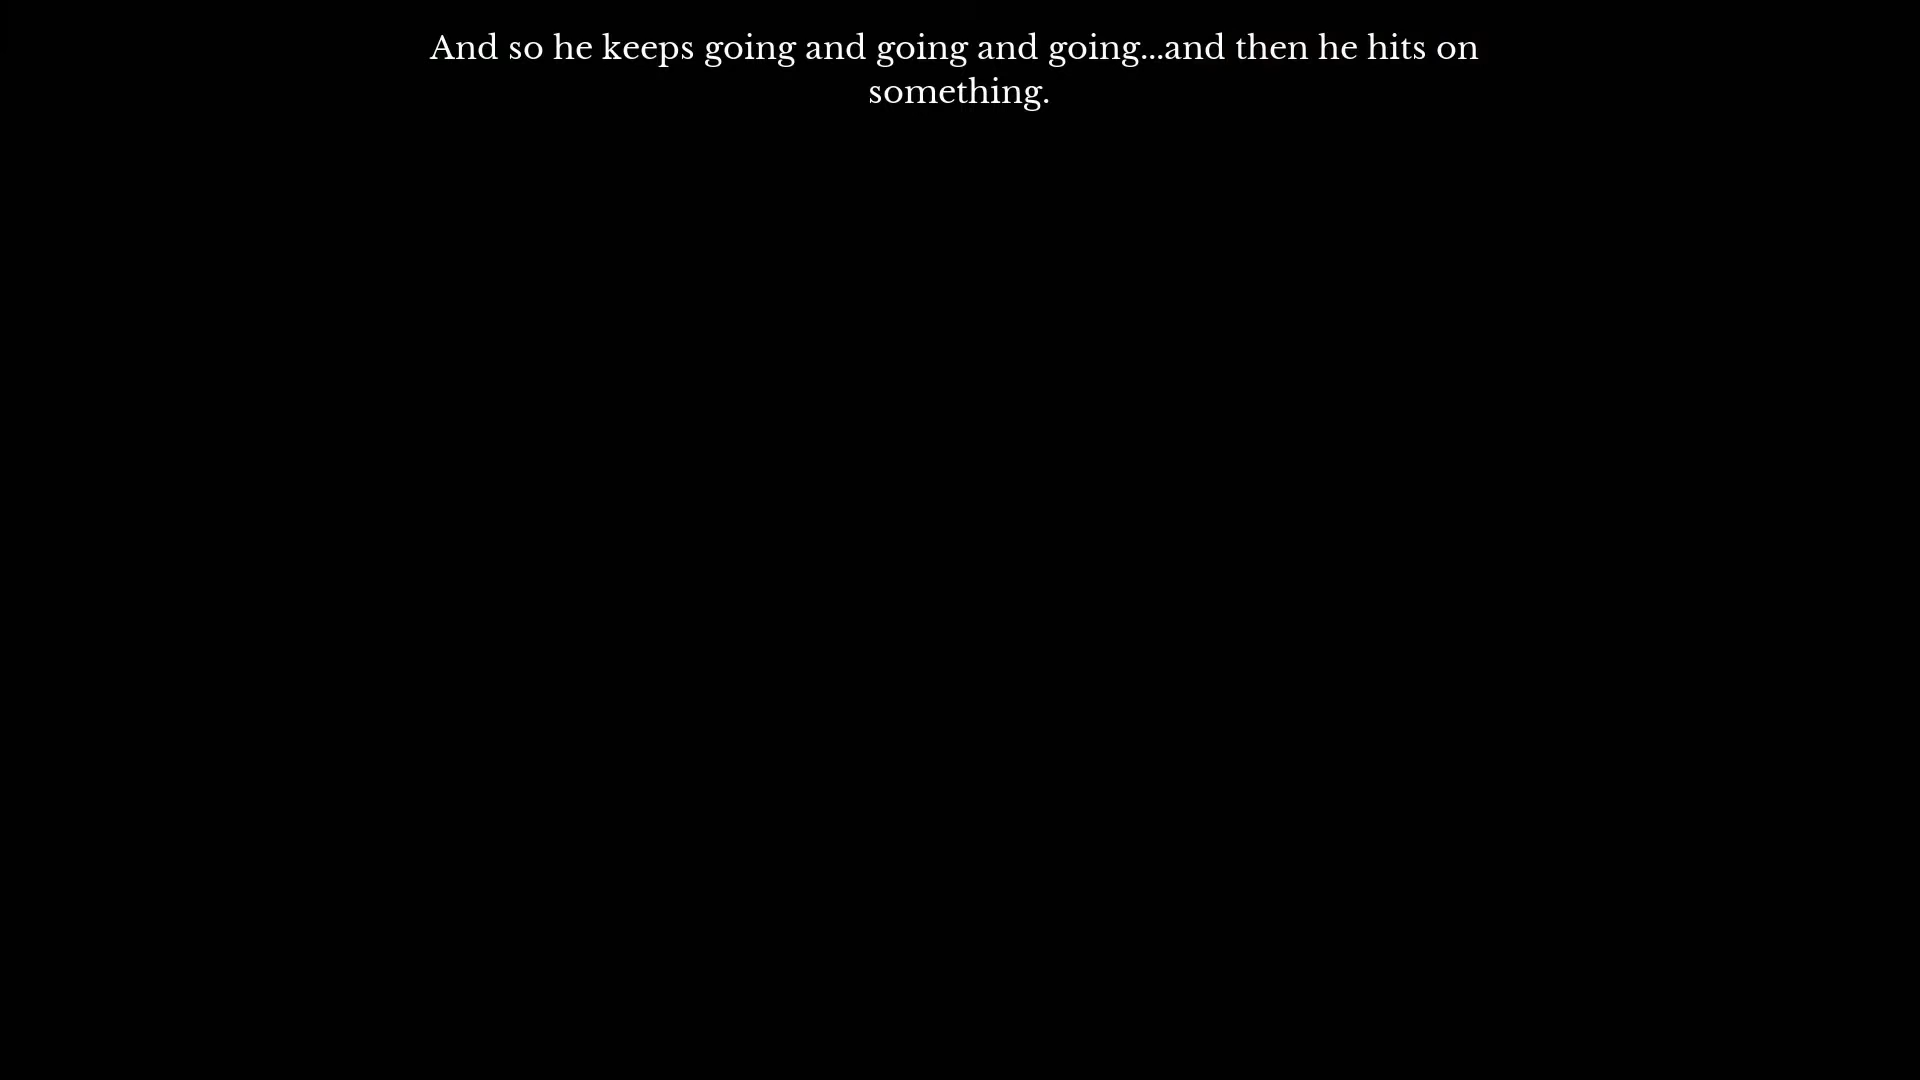 And so he keeps going and going and going...and then he hits on
something.